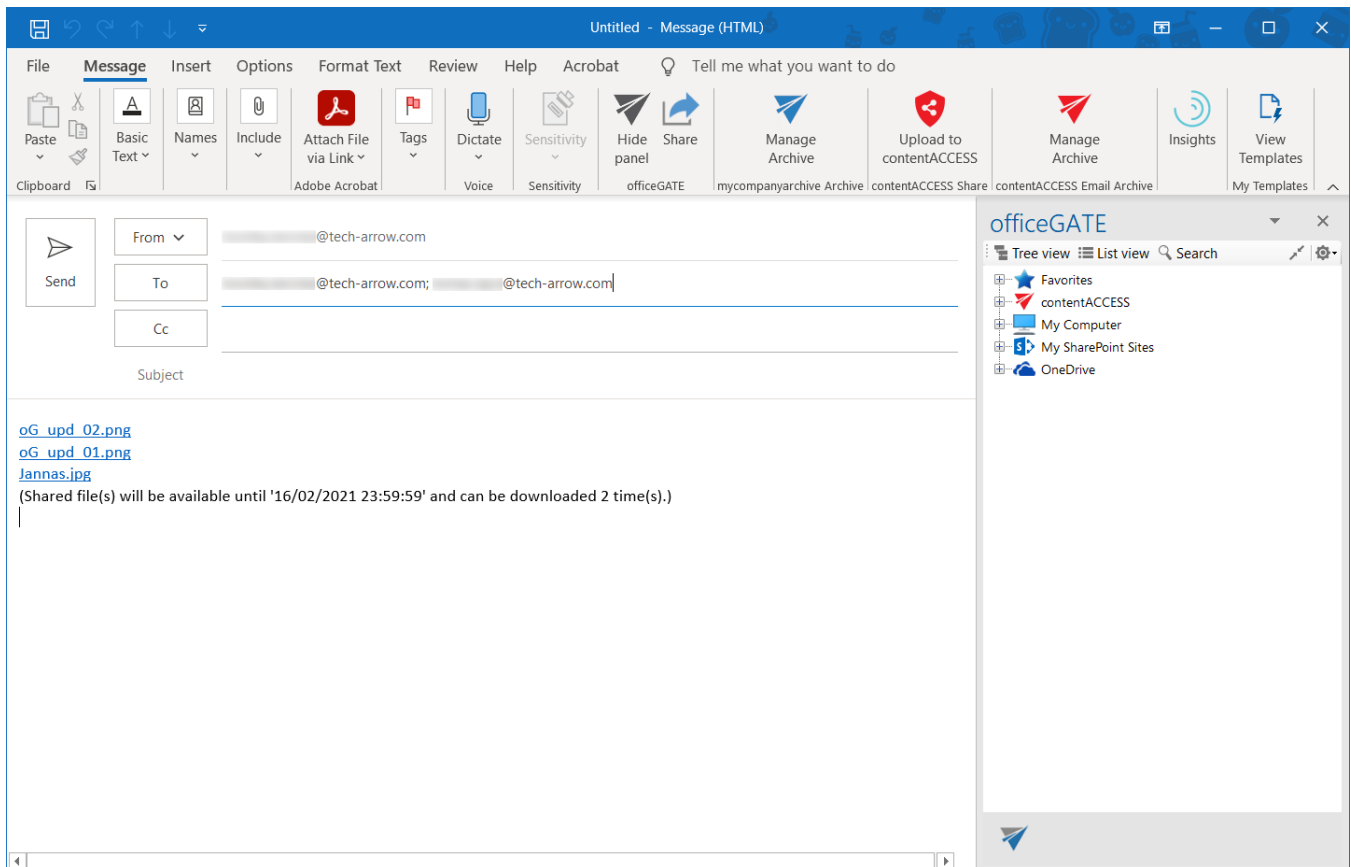 Untitled - Message (HTML)
File Message Insert Options Format Text Review Help Acrobat Tell me what you want to do
Paste
Basic Text
Names
Include
Attach File via Link
Tags
Dictate
Sensitivity
Hide panel
Share
Manage Archive
Upload to contentACCESS
Manage Archive
Insights
View Templates
Clipboard Adobe Acrobat Voice Sensitivity officeGATE mycompanyarchive Archive contentACCESS Share contentACCESS Email Archive My Templates
Send
From @tech-arrow.com
To @tech-arrow.com; @tech-arrow.com
Cc
Subject
oG_upd_02.png
oG_upd_01.png
Jannas.jpg
(Shared file(s) will be available until '16/02/2021 23:59:59' and can be downloaded 2 time(s).)
officeGATE
Tree view List view Search
Favorites
contentACCESS
My Computer
My SharePoint Sites
OneDrive